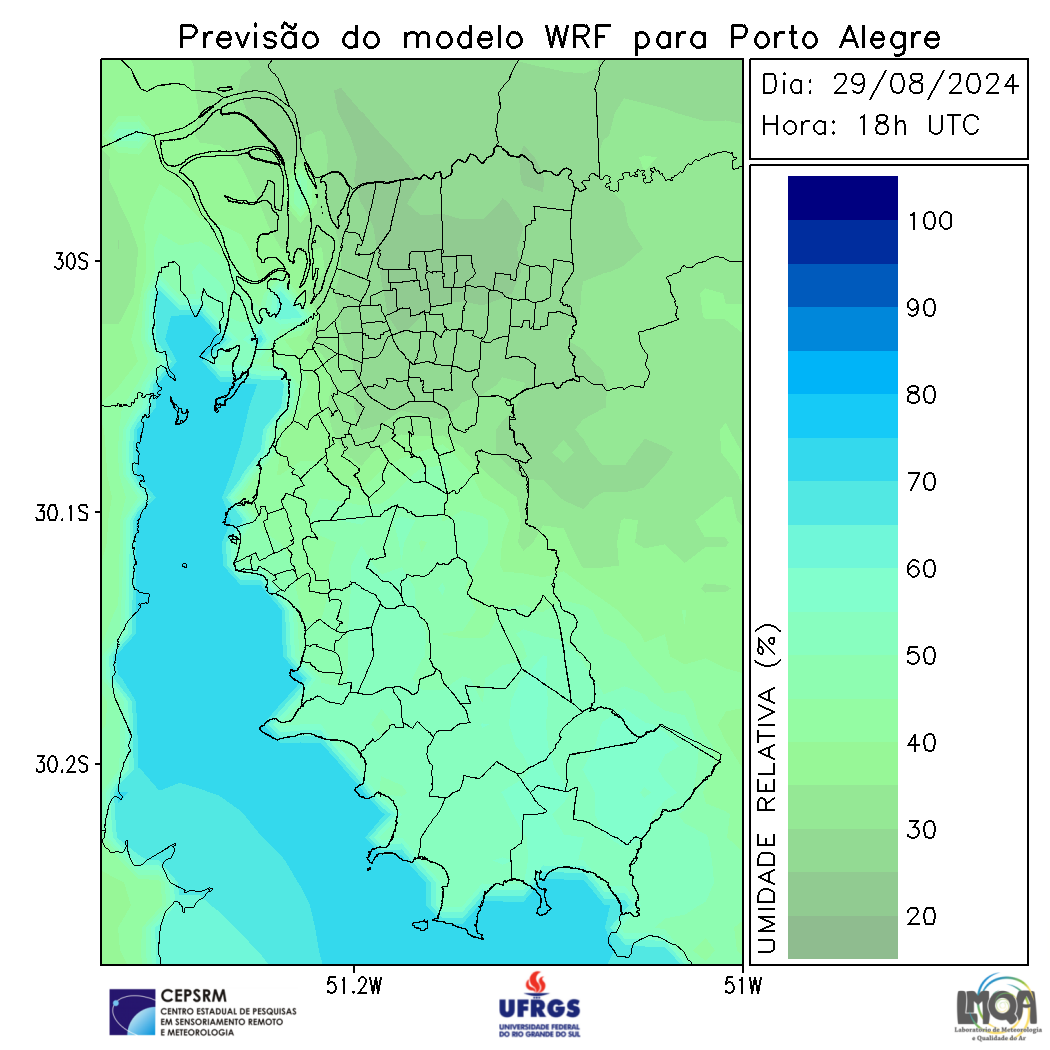 Previsão do modelo WRF para Porto Alegre
Dia: 29/08/2024
Hora: 18h UTC
30S
30.1S
30.2S
51.2W
51W
100
90
80
70
60
50
40
30
20
UMIDADE RELATIVA (%)
CEPSRM
CENTRO ESTADUAL DE PESQUISAS
EM SENSORIAMENTO REMOTO
E METEOROLOGIA
UFRGS
UNIVERSIDADE FEDERAL
DO RIO GRANDE DO SUL
LMQA
Laboratório de Meteorologia
e Qualidade do Ar